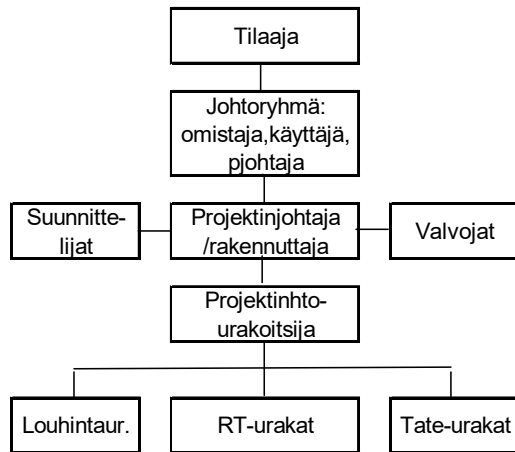 Tilaaja
Johtoryhmä:
omistaja,käyttäjä,
pjohtaja
Suunnitte-
lijat
Projektinjohtaja
/rakennuttaja
Valvojat
Projektinhto-
urakoitsija
Louhintaur.
RT-urakat
Tate-urakat